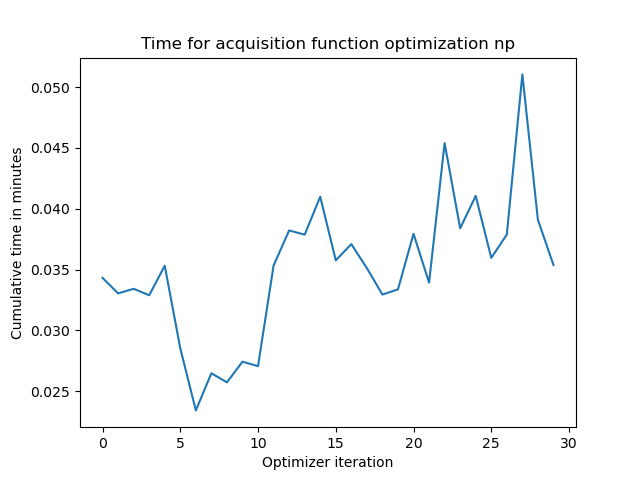 Time for acquisition function optimization np
0.050
0.045
0.040
0.035
0.030
0.025
Cumulative time in minutes
0 5 10 15 20 25 30
Optimizer iteration